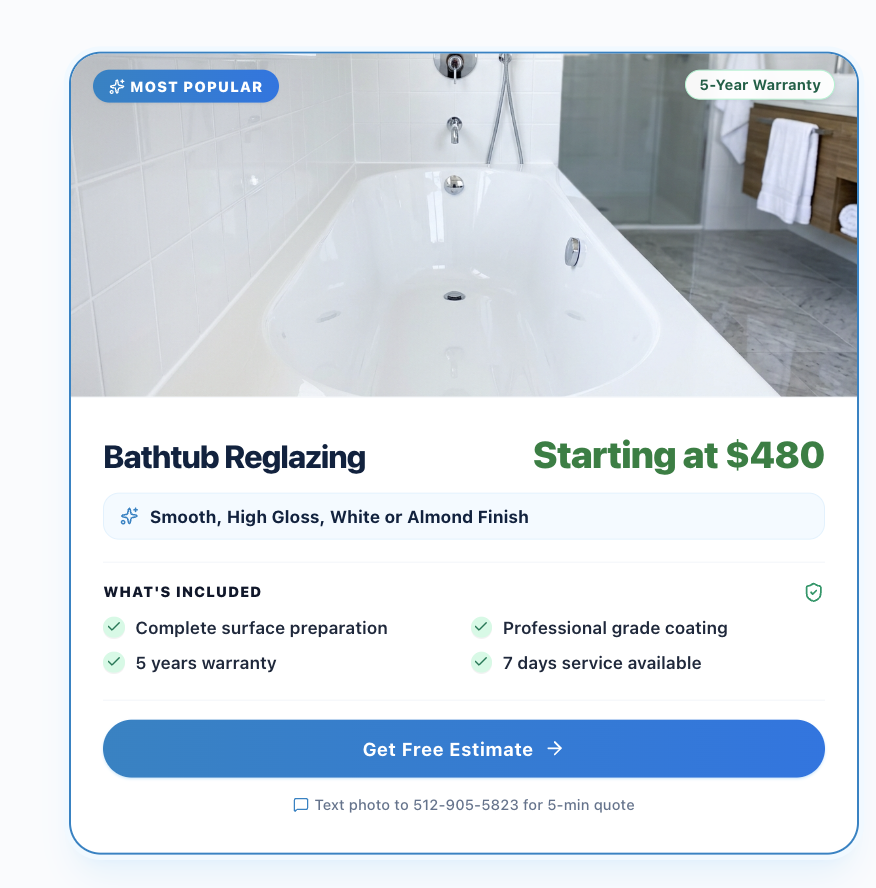 MOST POPULAR
5-Year Warranty
Bathtub Reglazing
Starting at $480
Smooth, High Gloss, White or Almond Finish
WHAT'S INCLUDED
Complete surface preparation
Professional grade coating
5 years warranty
7 days service available
Get Free Estimate
Text photo to 512-905-5823 for 5-min quote